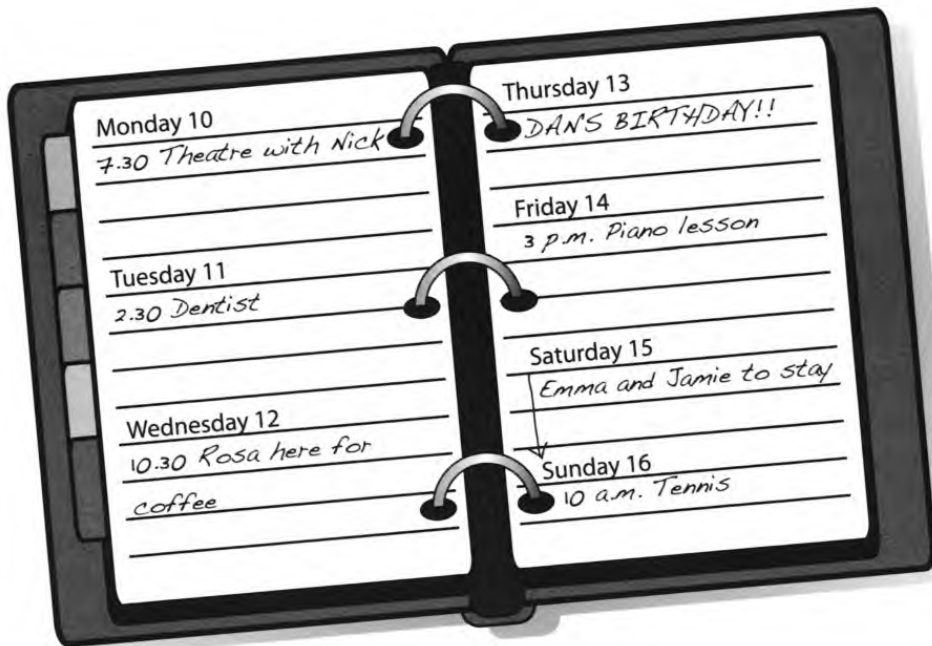 Monday 10
7.30 Theatre with Nick
Tuesday 11
2.30 Dentist
Wednesday 12
10.30 Rosa here for
coffee
Thursday 13
DAN'S BIRTHDAY!!
Friday 14
3 p.m. Piano lesson
Saturday 15
Emma and Jamie to stay
Sunday 16
10 a.m. Tennis